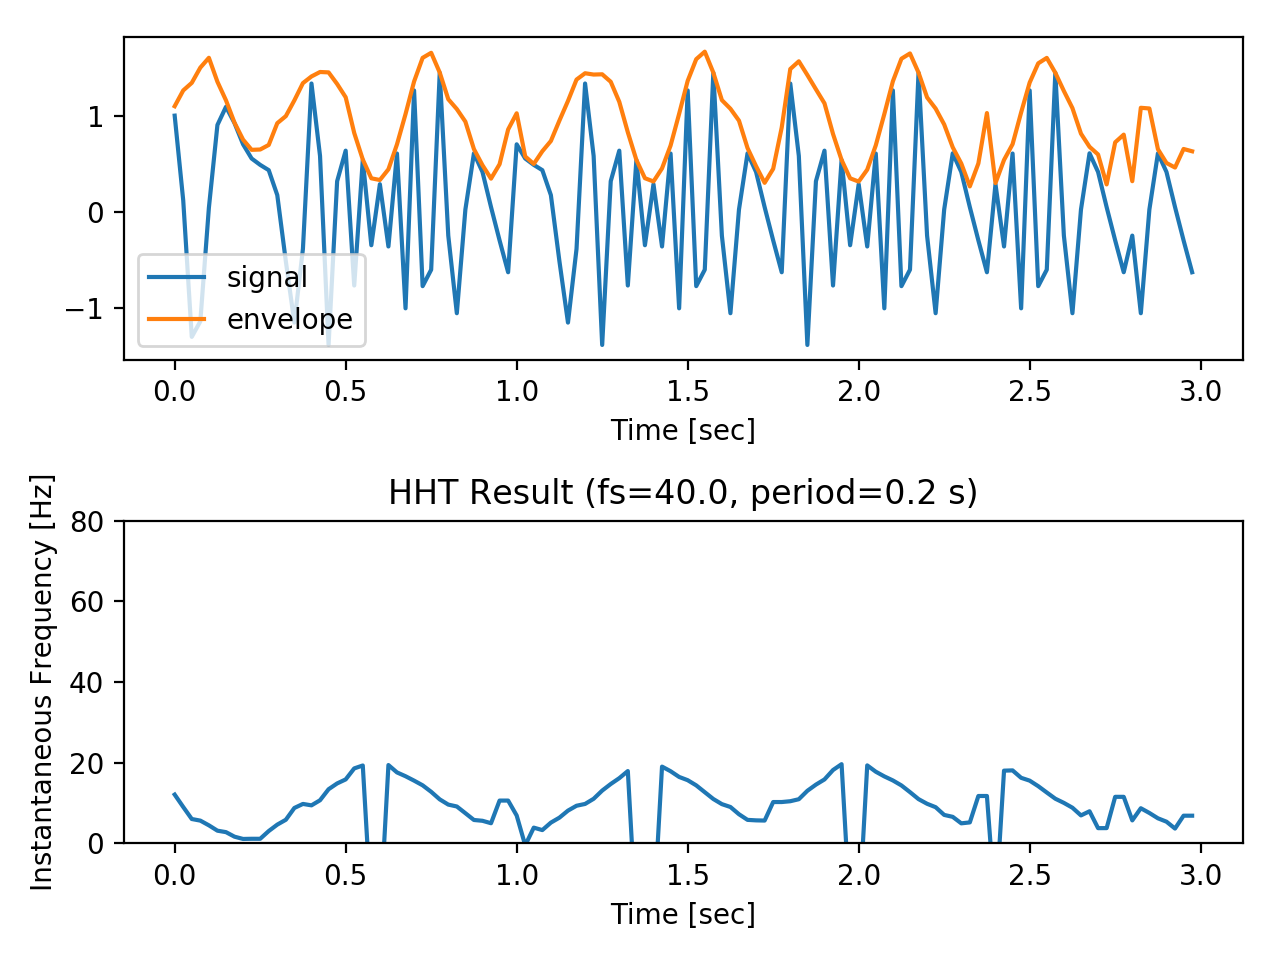 1
0
−1
signal
envelope
0.0 0.5 1.0 1.5 2.0 2.5 3.0
Time [sec]
HHT Result (fs=40.0, period=0.2 s)
Instantaneous Frequency [Hz]
80
60
40
20
0
0.0 0.5 1.0 1.5 2.0 2.5 3.0
Time [sec]